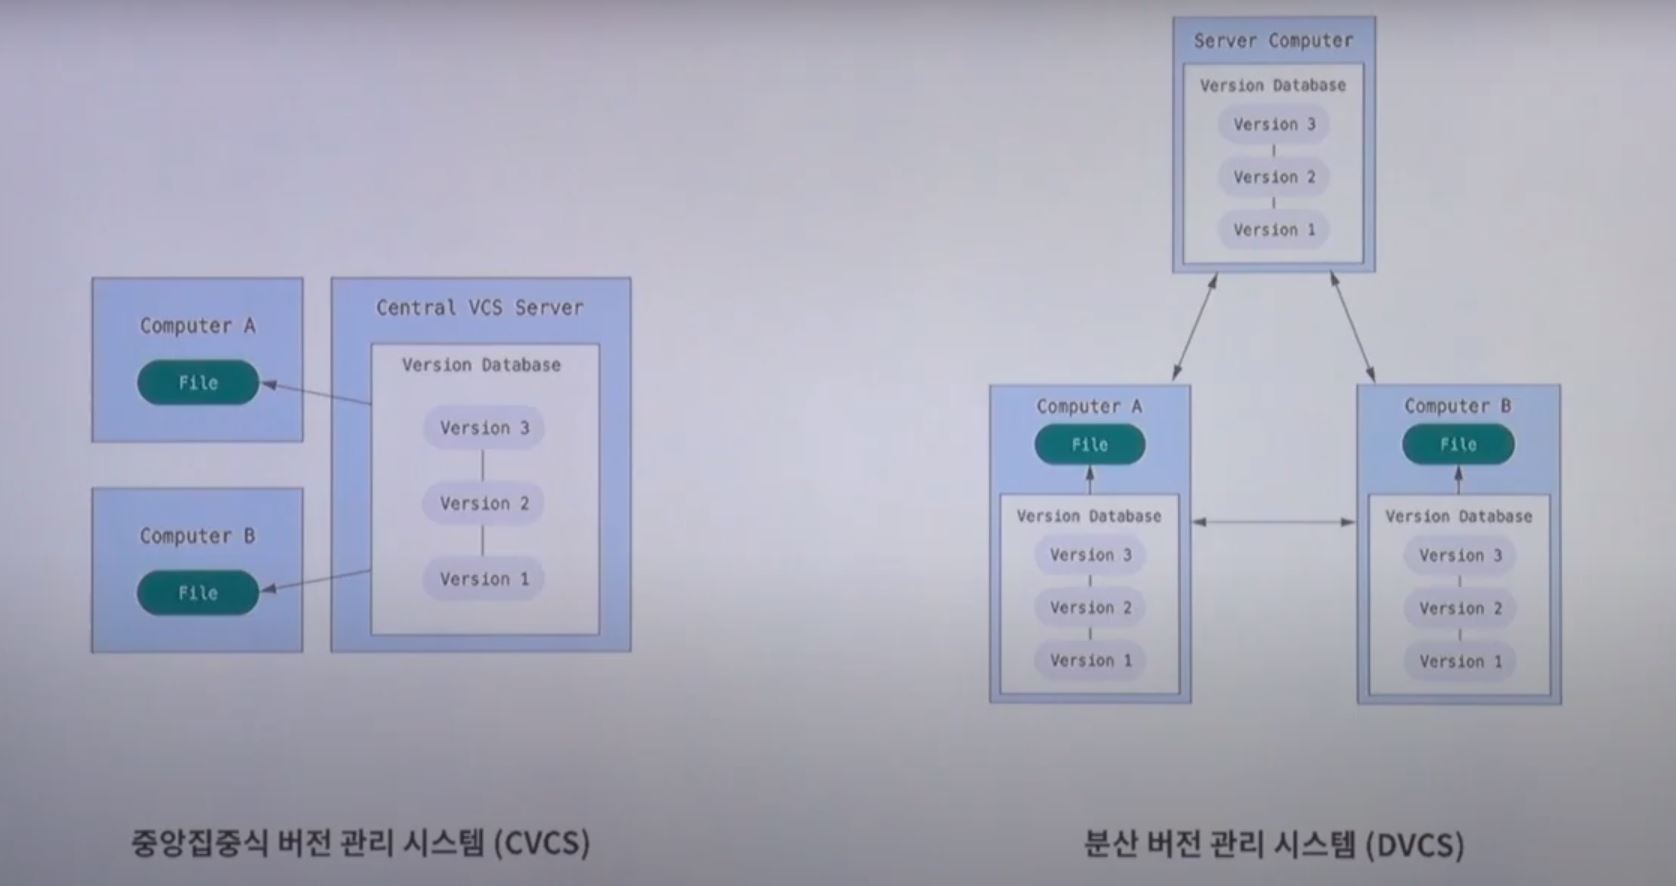 Computer A
File
Computer B
File
Central VCS Server
Version Database
Version 3
Version 2
Version 1
중앙집중식 버전 관리 시스템 (CVCS)
Server Computer
Version Database
Version 3
Version 2
Version 1
Computer A
File
Version Database
Version 3
Version 2
Version 1
Computer B
File
Version Database
Version 3
Version 2
Version 1
분산 버전 관리 시스템 (DVCS)